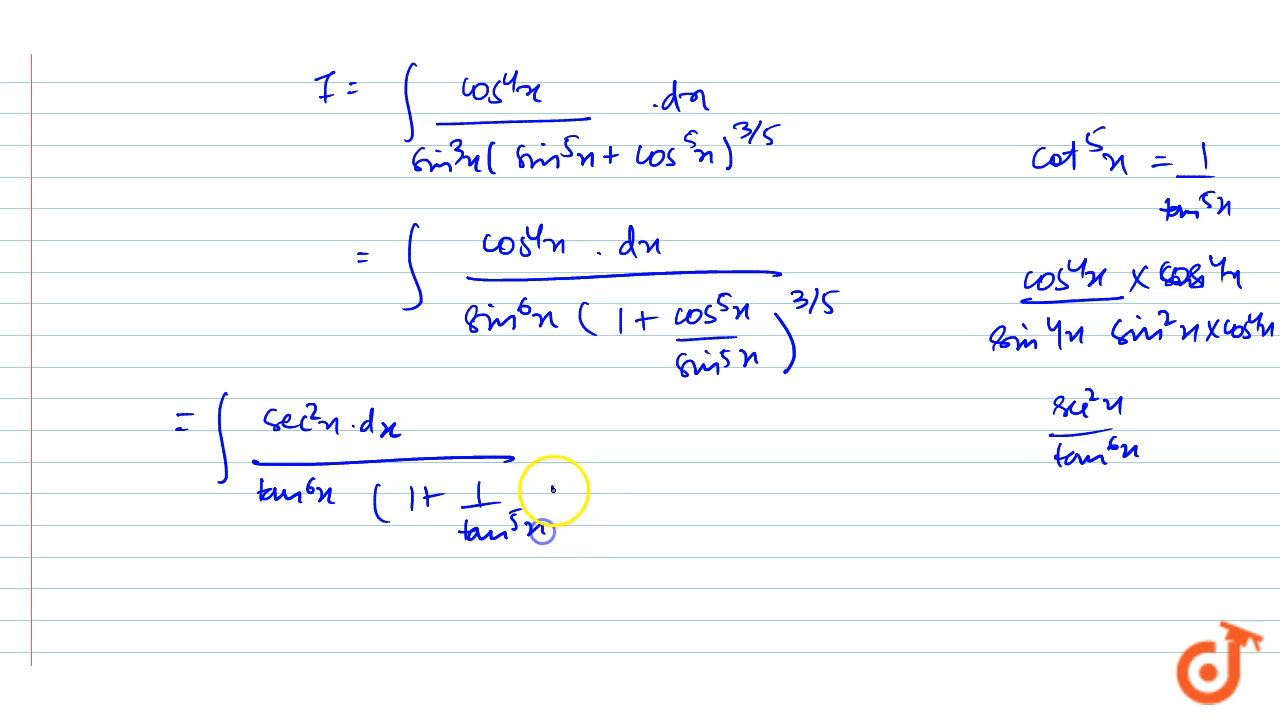 I = ∫ cos⁴x / sin³x ( sin⁵x + cos⁵x )^3/5 . dx
= ∫ cos⁴x . dx / sin⁶x ( 1 + cos⁵x / sin⁵x )^3/5
= ∫ sec²x . dx / tan⁶x ( 1 + 1 / tan⁵x
cot⁵x = 1 / tan⁵x
cos⁴x / sin⁴x × cos⁴x / sin²x × cos⁴x
sec²x / tan⁶x